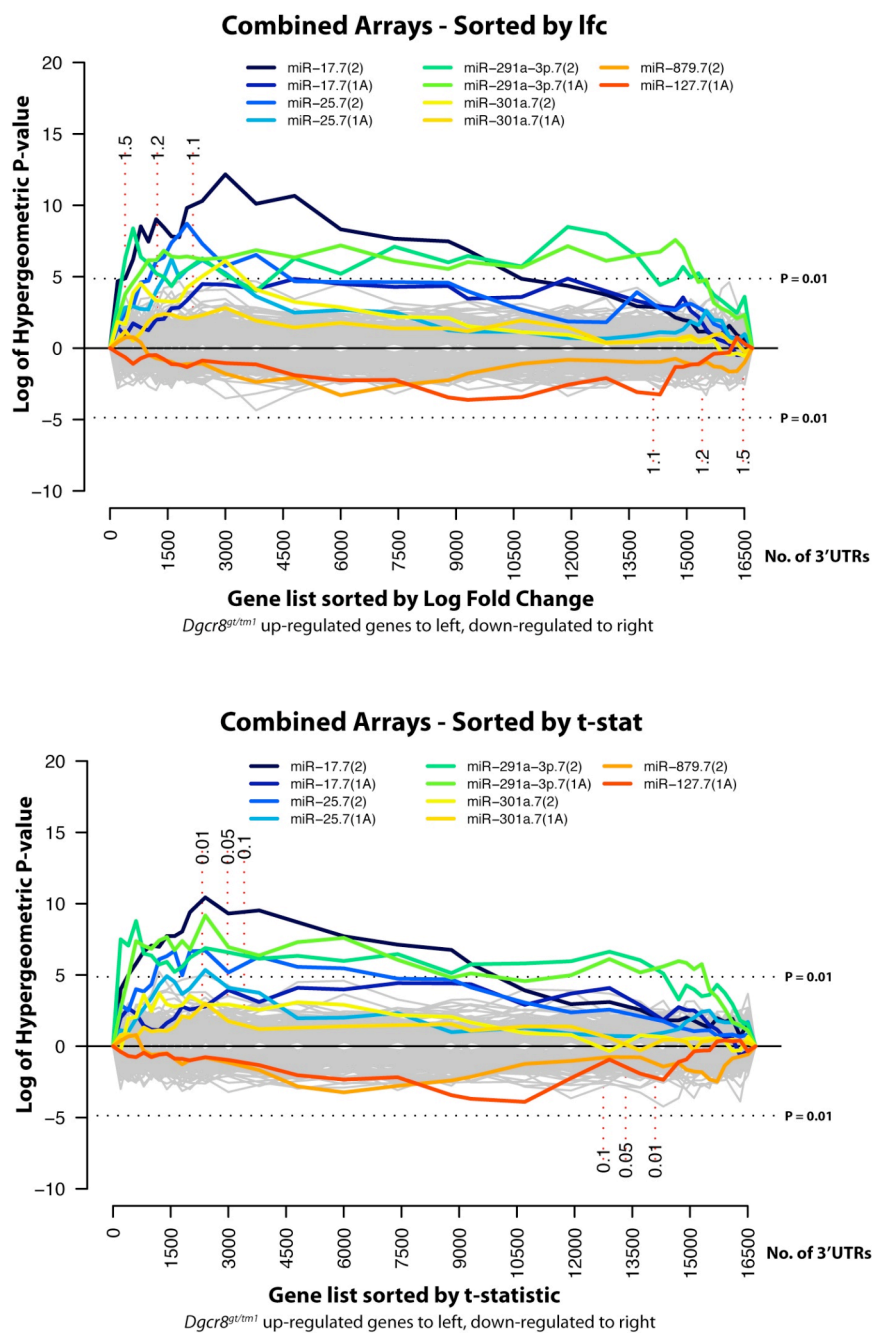 Combined Arrays - Sorted by lfc
Log of Hypergeometric P-value
20
15
10
5
0
−5
−10
miR−17.7(2)
miR−17.7(1A)
miR−25.7(2)
miR−25.7(1A)
miR−291a−3p.7(2)
miR−291a−3p.7(1A)
miR−301a.7(2)
miR−301a.7(1A)
miR−879.7(2)
miR−127.7(1A)
1.5
1.2
1.1
P = 0.01
P = 0.01
1.1
1.2
1.5
0
1500
3000
4500
6000
7500
9000
10500
12000
13500
15000
16500
No. of 3’UTRs
Gene list sorted by Log Fold Change
Dgcr8gt/tm1 up-regulated genes to left, down-regulated to right
Combined Arrays - Sorted by t-stat
Log of Hypergeometric P-value
20
15
10
5
0
−5
−10
miR−17.7(2)
miR−17.7(1A)
miR−25.7(2)
miR−25.7(1A)
miR−291a−3p.7(2)
miR−291a−3p.7(1A)
miR−301a.7(2)
miR−301a.7(1A)
miR−879.7(2)
miR−127.7(1A)
0.01
0.05
0.1
P = 0.01
P = 0.01
0.1
0.05
0.01
0
1500
3000
4500
6000
7500
9000
10500
12000
13500
15000
16500
No. of 3’UTRs
Gene list sorted by t-statistic
Dgcr8gt/tm1 up-regulated genes to left, down-regulated to right